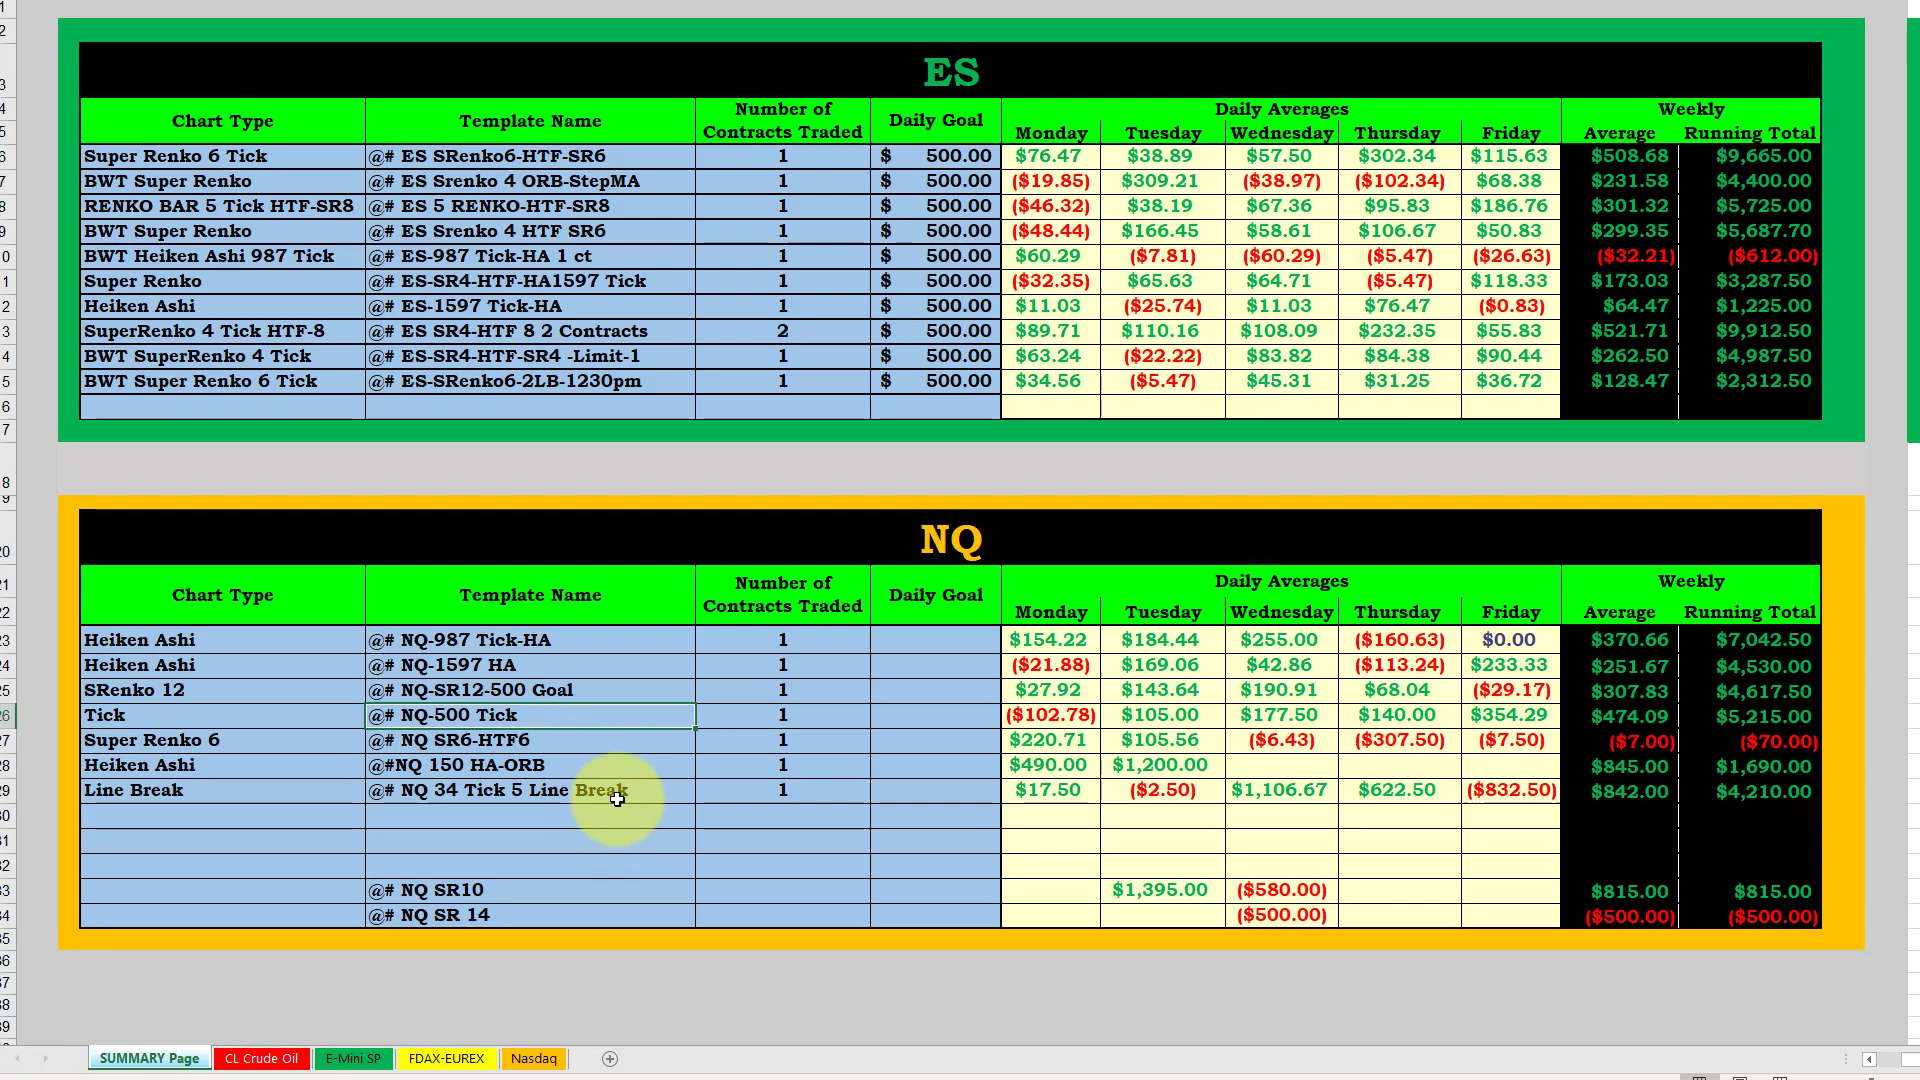 ES
Chart Type Template Name Number of Contracts Traded Daily Goal Daily Averages Weekly
Monday Tuesday Wednesday Thursday Friday Average Running Total
Super Renko 6 Tick @# ES SRenko6-HTF-SR6 1 $ 500.00 $76.47 $38.89 $57.50 $302.34 $115.63 $508.68 $9,665.00
BWT Super Renko @# ES Srenko 4 ORB-StepMA 1 $ 500.00 ($19.85) $309.21 ($38.97) ($102.34) $68.38 $231.58 $4,400.00
RENKO BAR 5 Tick HTF-SR8 @# ES 5 RENKO-HTF-SR8 1 $ 500.00 ($46.32) $38.19 $67.36 $95.83 $186.76 $301.32 $5,725.00
BWT Super Renko @# ES Srenko 4 HTF SR6 1 $ 500.00 ($48.44) $166.45 $58.61 $106.67 $50.83 $299.35 $5,687.70
BWT Heiken Ashi 987 Tick @# ES-987 Tick-HA 1 ct 1 $ 500.00 $60.29 ($7.81) ($60.29) ($5.47) ($26.63) ($32.21) ($612.00)
Super Renko @# ES-SR4-HTF-HA1597 Tick 1 $ 500.00 ($32.35) $65.63 $64.71 ($5.47) $118.33 $173.03 $3,287.50
Heiken Ashi @# ES-1597 Tick-HA 1 $ 500.00 $11.03 ($25.74) $11.03 $76.47 ($0.83) $64.47 $1,225.00
SuperRenko 4 Tick HTF-8 @# ES SR4-HTF 8 2 Contracts 2 $ 500.00 $89.71 $110.16 $108.09 $232.35 $55.83 $521.71 $9,912.50
BWT SuperRenko 4 Tick @# ES-SR4-HTF-SR4 -Limit-1 1 $ 500.00 $63.24 ($22.22) $83.82 $84.38 $90.44 $262.50 $4,987.50
BWT Super Renko 6 Tick @# ES-SRenko6-2LB-1230pm 1 $ 500.00 $34.56 ($5.47) $45.31 $31.25 $36.72 $128.47 $2,312.50
NQ
Chart Type Template Name Number of Contracts Traded Daily Goal Daily Averages Weekly
Monday Tuesday Wednesday Thursday Friday Average Running Total
Heiken Ashi @# NQ-987 Tick-HA 1 $154.22 $184.44 $255.00 ($160.63) $0.00 $370.66 $7,042.50
Heiken Ashi @# NQ-1597 HA 1 ($21.88) $169.06 $42.86 ($113.24) $233.33 $251.67 $4,530.00
SRenko 12 @# NQ-SR12-500 Goal 1 $27.92 $143.64 $190.91 $68.04 ($29.17) $307.83 $4,617.50
Tick @# NQ-500 Tick 1 ($102.78) $105.00 $177.50 $140.00 $354.29 $474.09 $5,215.00
Super Renko 6 @# NQ SR6-HTF6 1 $220.71 $105.56 ($6.43) ($307.50) ($7.50) ($7.00) ($70.00)
Heiken Ashi @#NQ 150 HA-ORB 1 $490.00 $1,200.00 $845.00 $1,690.00
Line Break @# NQ 34 Tick 5 Line Break 1 $17.50 ($2.50) $1,106.67 $622.50 ($832.50) $842.00 $4,210.00
@# NQ SR10 $1,395.00 ($580.00) $815.00 $815.00
@# NQ SR 14 ($500.00) ($500.00) ($500.00)
SUMMARY Page CL Crude Oil E-Mini SP FDAX-EUREX Nasdaq